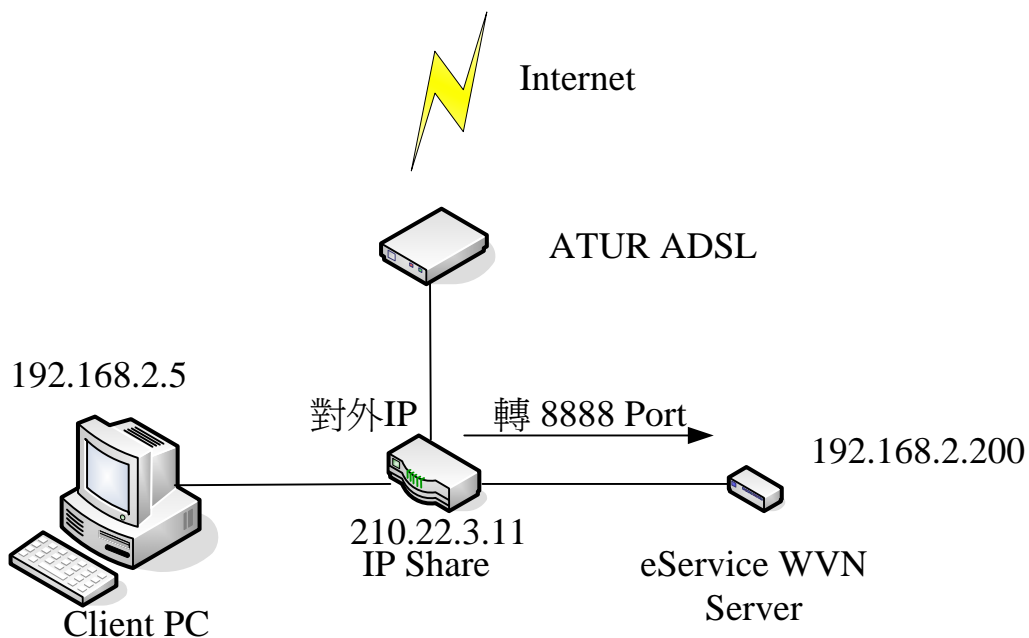 Internet
ATUR ADSL
192.168.2.5
對外IP
轉 8888 Port
192.168.2.200
210.22.3.11
IP Share
eService WVN
Server
Client PC